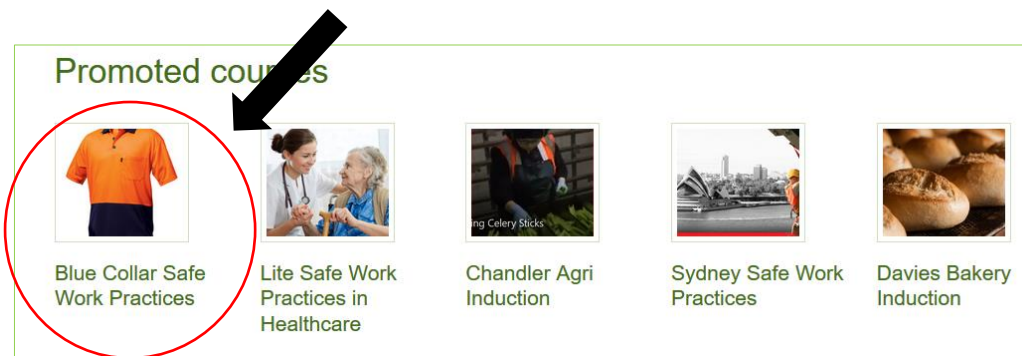 Promoted courses
Blue Collar Safe
Work Practices
Lite Safe Work
Practices in
Healthcare
ing Celery Sticks
Chandler Agri
Induction
Sydney Safe Work
Practices
Davies Bakery
Induction